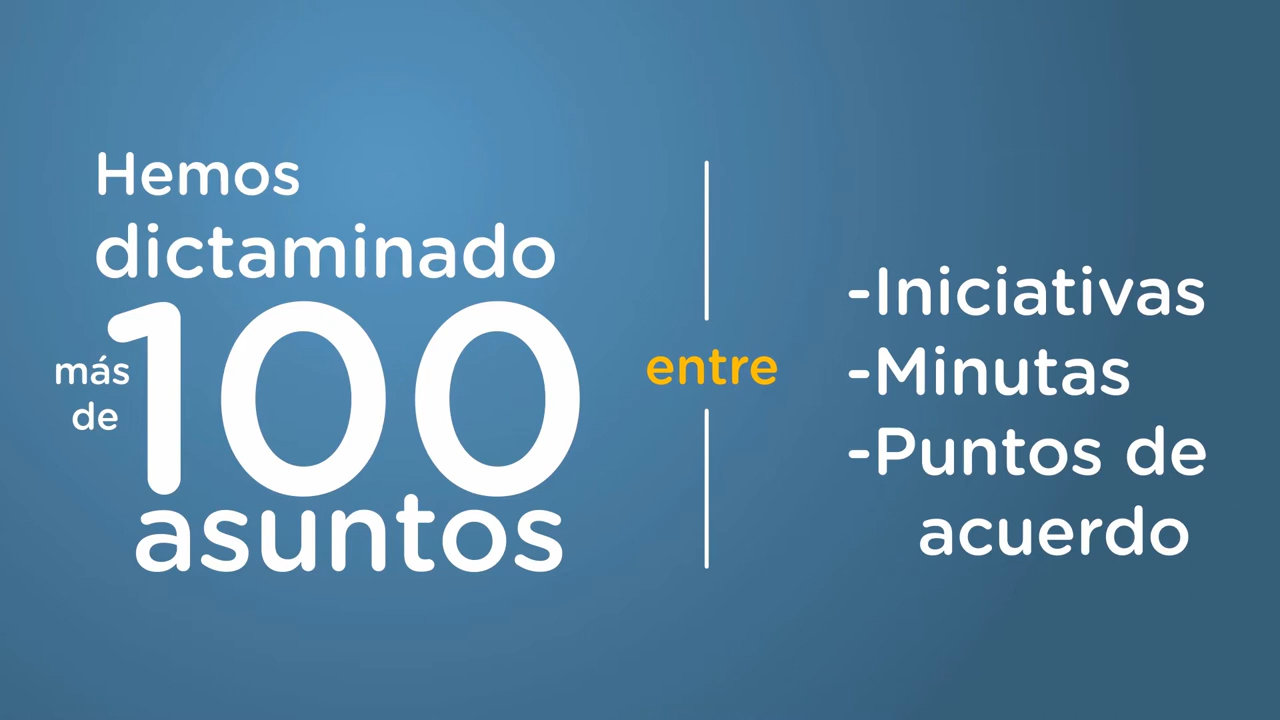 Hemos
dictaminado
más
de
100
asuntos
entre
-Iniciativas
-Minutas
-Puntos de
acuerdo